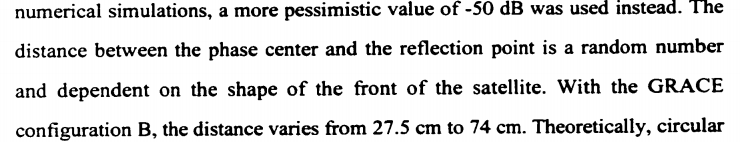 numerical simulations, a more pessimistic value of -50 dB was used instead. The
distance between the phase center and the reflection point is a random number
and dependent on the shape of the front of the satellite. With the GRACE
configuration B, the distance varies from 27.5 cm to 74 cm. Theoretically, circular